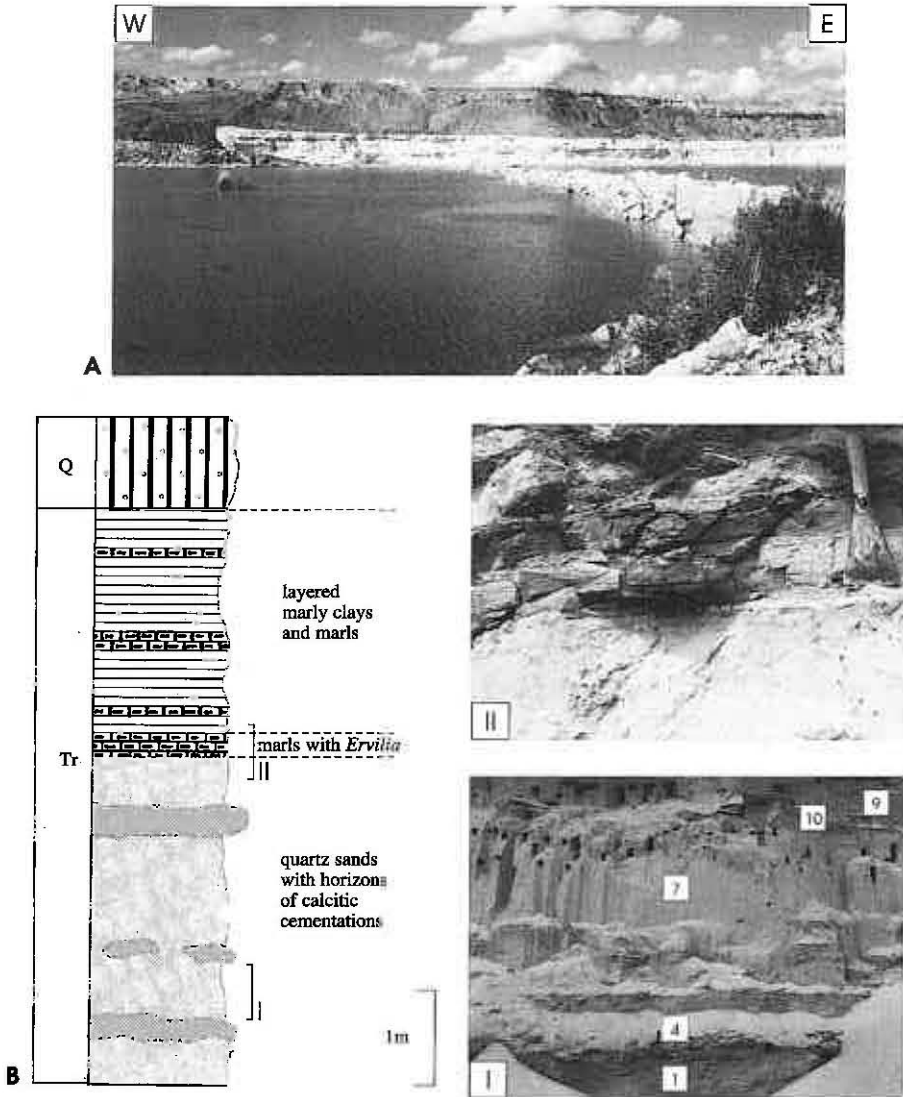 W
E
A
Q
layered
marly clays
and marls
marls with Ervilia
II
Tr
quartz sands
with horizons
of calcitic
cementations
I
1m
B
II
10
9
7
4
1
I